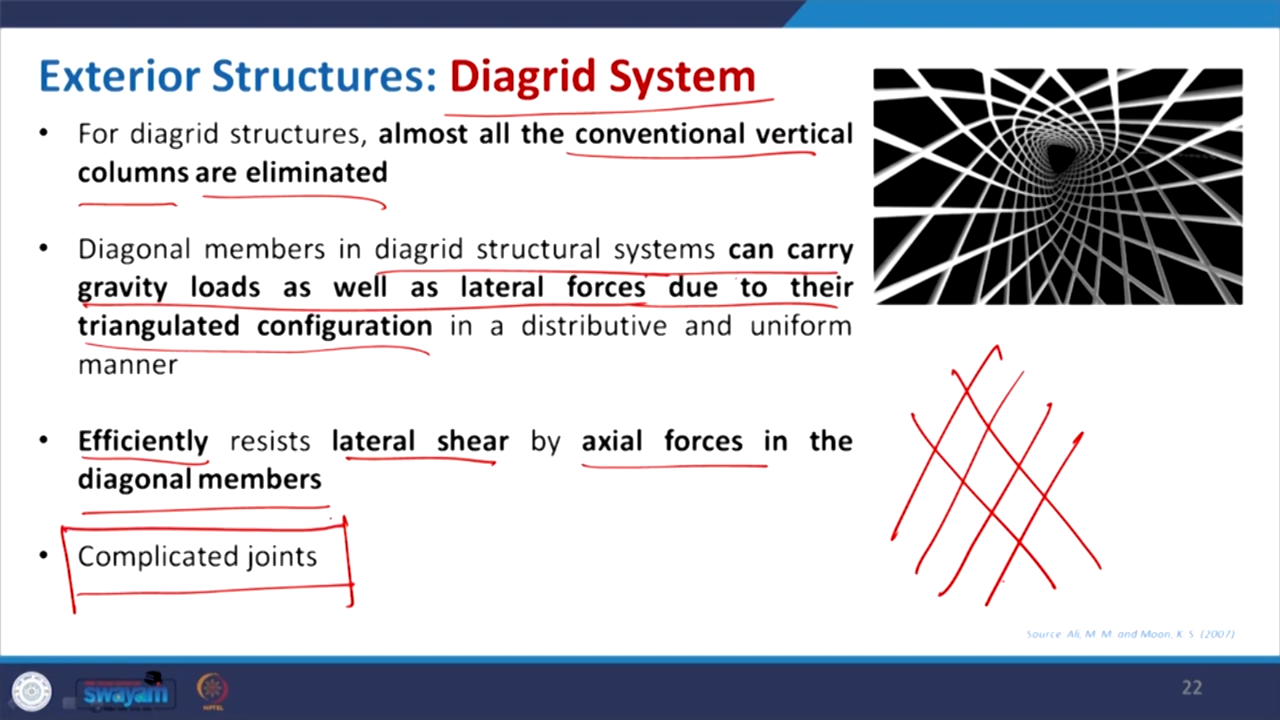 Exterior Structures: Diagrid System
• For diagrid structures, almost all the conventional vertical
columns are eliminated
• Diagonal members in diagrid structural systems can carry
gravity loads as well as lateral forces due to their
triangulated configuration in a distributive and uniform
manner
• Efficiently resists lateral shear by axial forces in the
diagonal members
• Complicated joints
Source: Ali, M. M. and Moon, K. S. (2007)
swayam
NPTEL
22